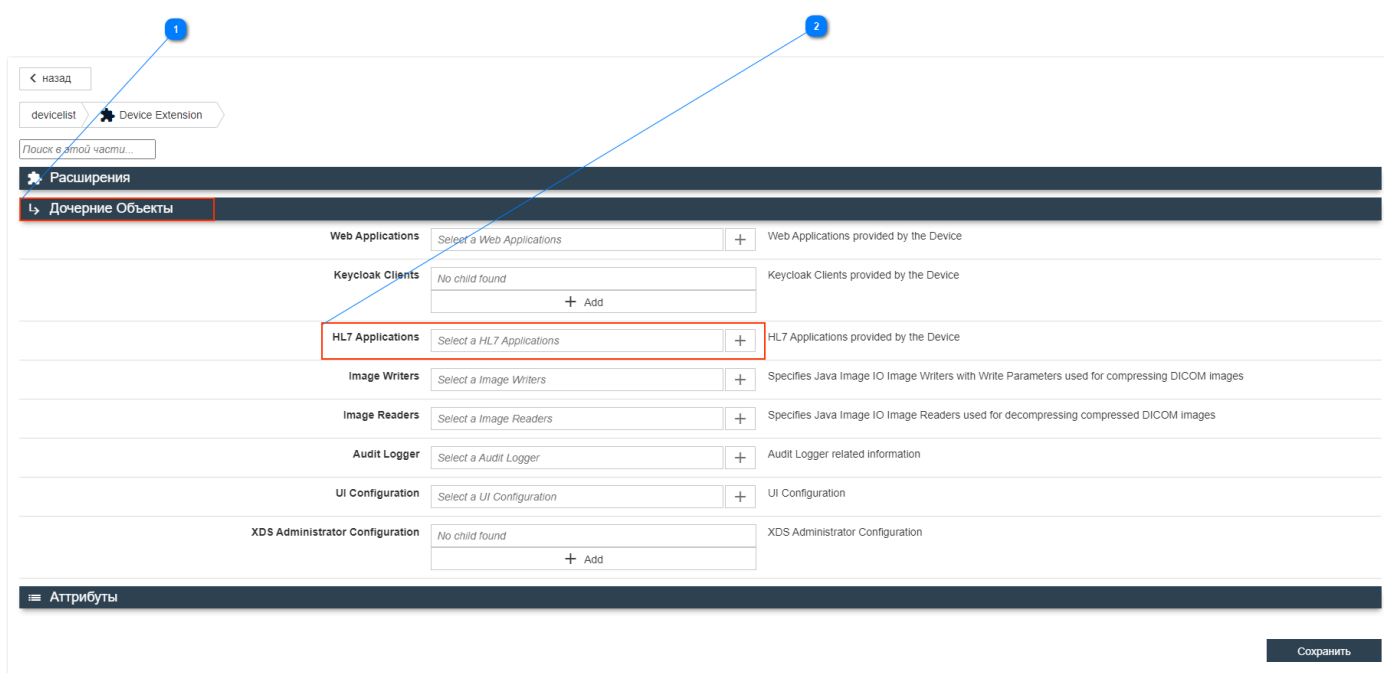 1
2
назад
devicelist Device Extension
Поиск в этой части...
Расширения
Дочерние Объекты
Web Applications Select a Web Applications + Web Applications provided by the Device
Keycloak Clients No child found Keycloak Clients provided by the Device
+ Add
HL7 Applications Select a HL7 Applications + HL7 Applications provided by the Device
Image Writers Select a Image Writers + Specifies Java Image IO Image Writers with Write Parameters used for compressing DICOM images
Image Readers Select a Image Readers + Specifies Java Image IO Image Readers used for decompressing compressed DICOM images
Audit Logger Select a Audit Logger + Audit Logger related information
UI Configuration Select a UI Configuration + UI Configuration
XDS Administrator Configuration No child found XDS Administrator Configuration
+ Add
Аттрибуты
Сохранить